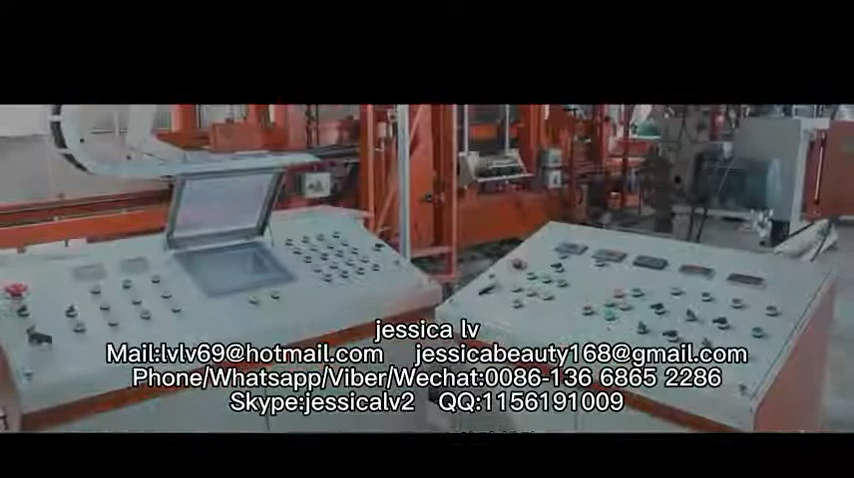 jessica lv
Mail:lvlv69@hotmail.com jessicabeauty168@gmail.com
Phone/Whatsapp/Viber/Wechat:0086-136 6865 2286
Skype:jessicalv2 QQ:1156191009